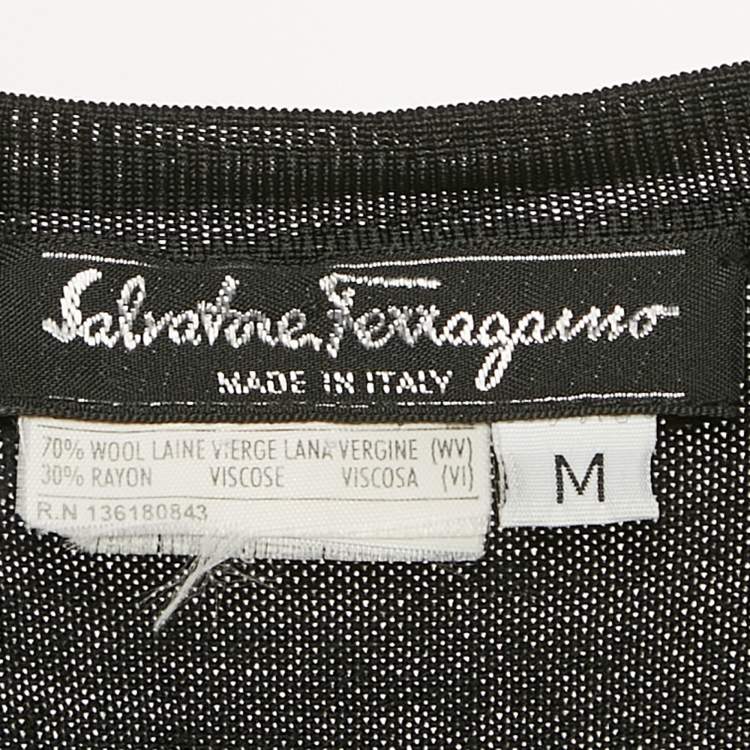 Salvatore Ferragamo
MADE IN ITALY
70% WOOL LAINE VIERGE LANA VERGINE (WV)
30% RAYON VISCOSE VISCOSA (VI)
R.N 136180843
M